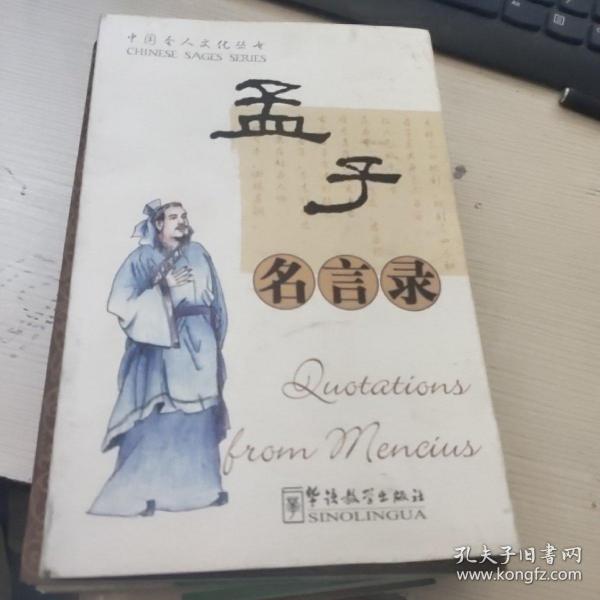 中国圣人文化丛书
CHINESE SAGES SERIES
孟
子
名言录
Quotations
from Mencius
华语教学出版社
SINOLINGUA
孔夫子旧书网
www.kongfz.com